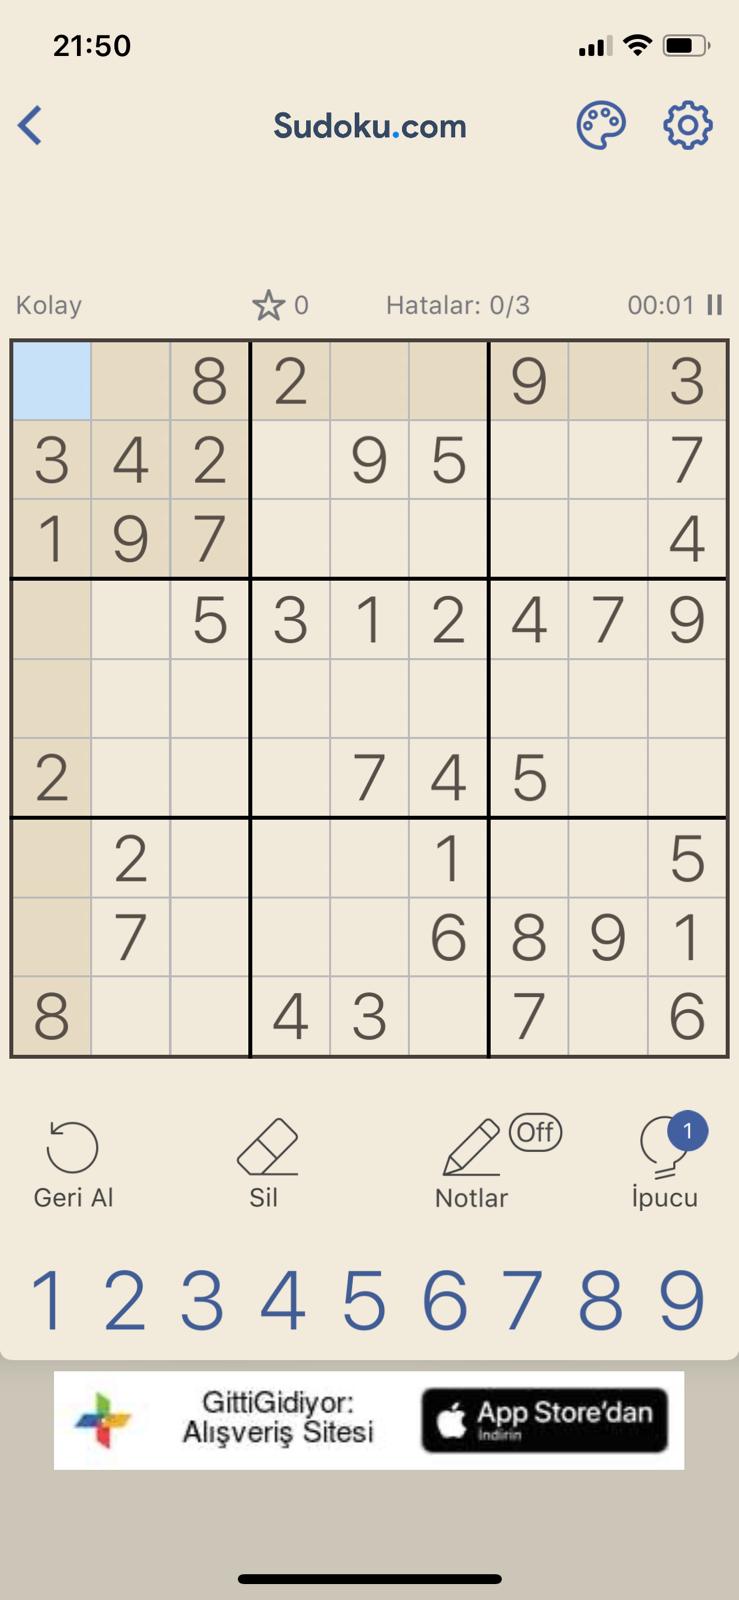 21:50
Sudoku.com
Kolay 0 Hatalar: 0/3 00:01
8 2 9 3
3 4 2 9 5 7
1 9 7 4
5 3 1 2 4 7 9
2 7 4 5
2 1 5
7 6 8 9 1
8 4 3 7 6
Off 1
Geri Al Sil Notlar İpucu
1 2 3 4 5 6 7 8 9
GittiGidiyor:
Alışveriş Sitesi
App Store'dan
İndirin